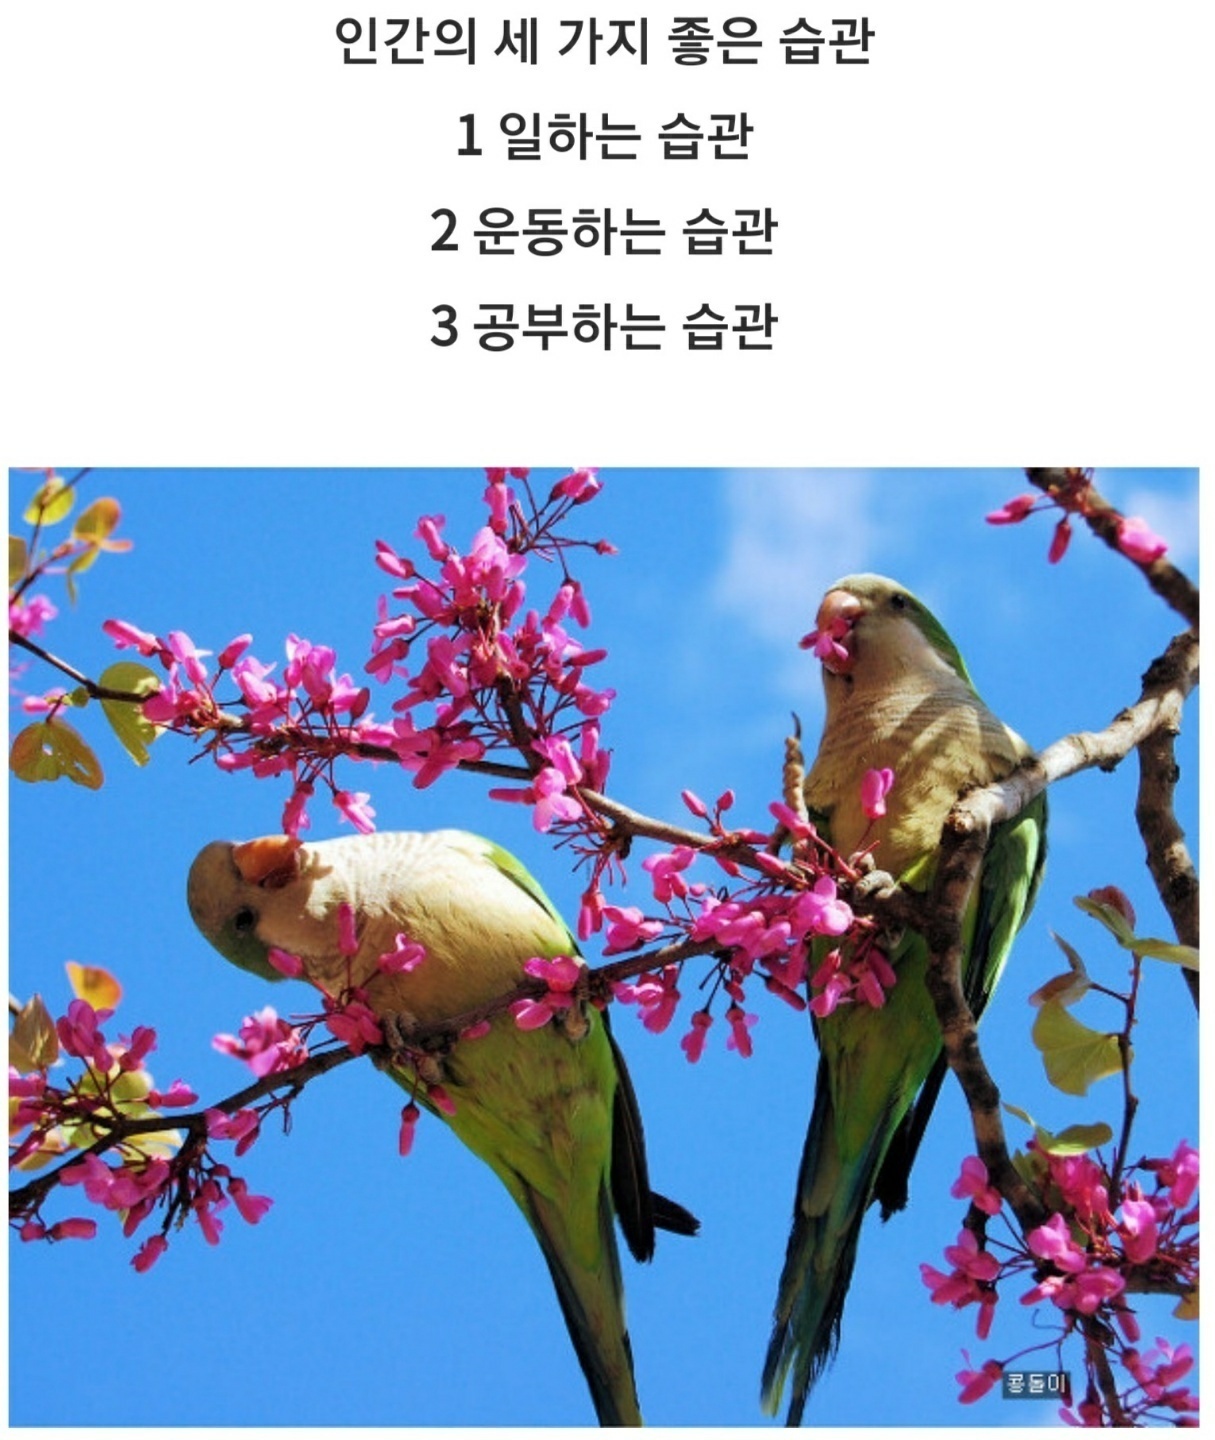 인간의 세 가지 좋은 습관
1 일하는 습관
2 운동하는 습관
3 공부하는 습관
콩돌이